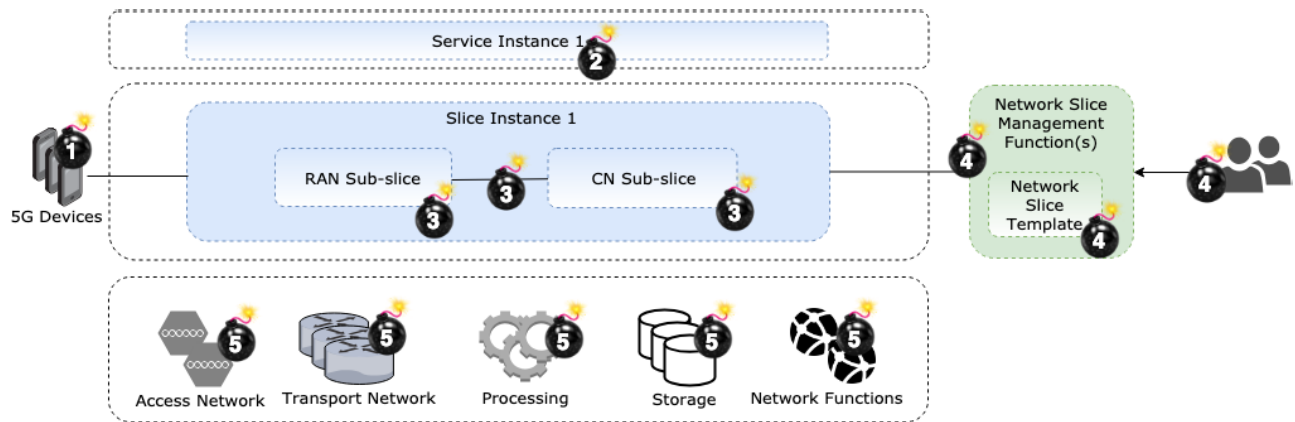 Service Instance 1
2
Slice Instance 1
1
5G Devices
RAN Sub-slice
3
3
CN Sub-slice
3
4
Network Slice
Management
Function(s)
Network
Slice
Template
4
4
5
Access Network
5
Transport Network
5
Processing
5
Storage
5
Network Functions